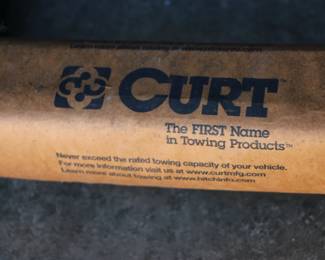 CURT™
The FIRST Name
in Towing Products™
Never exceed the rated towing capacity of your vehicle.
For more information visit us at www.curtmfg.com
Learn more about towing at www.hitchinfo.com